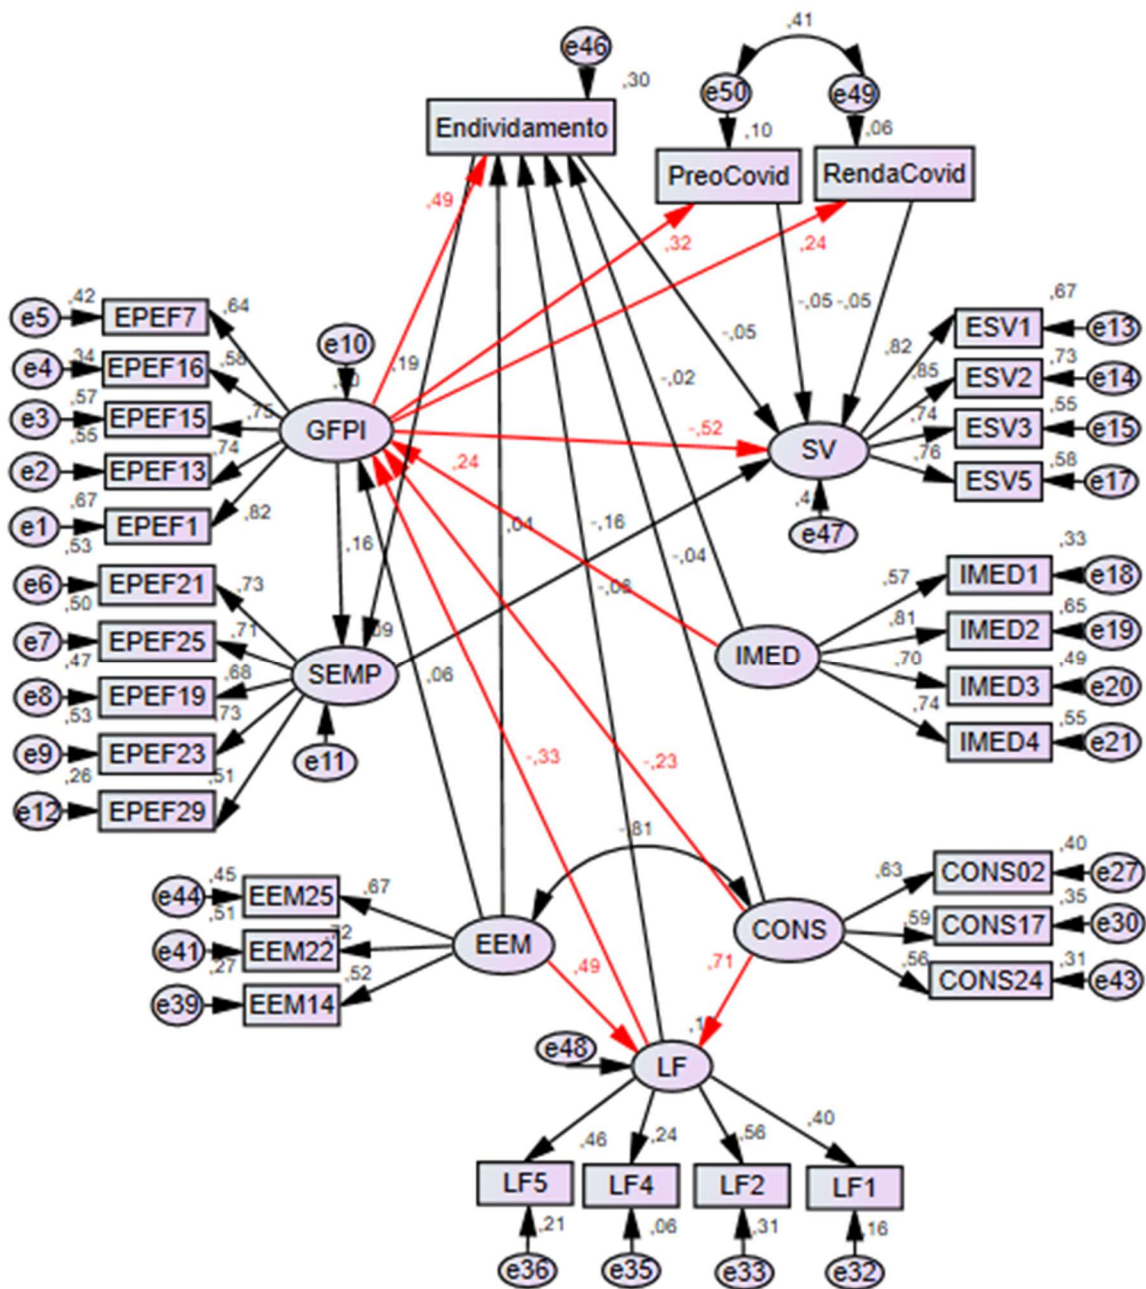 e46
,30
Endividamento
,41
e50
e49
,10
,06
PreoCovid
RendaCovid
,49
,32
,24
,19
-,05
-,05
-,05
-,02
e5
,42
EPEF7
,64
e4
,34
EPEF16
,58
e3
,57
EPEF15
,75
e2
,55
EPEF13
,74
e1
,67
EPEF1
,82
e10
GFPI
-,52
,24
SV
e47
,67
ESV1
e13
,82
,73
ESV2
e14
,85
,55
ESV3
e15
,74
,58
ESV5
e17
,76
,16
,04
-,16
-,04
,53
e6
EPEF21
,73
,50
e7
EPEF25
,71
,47
e8
EPEF19
,68
,53
e9
EPEF23
,73
,26
e12
EPEF29
,51
SEMP
,09
e11
,06
IMED
,33
IMED1
e18
,57
,65
IMED2
e19
,81
,49
IMED3
e20
,70
,55
IMED4
e21
,74
-,33
-,23
-,81
e44
,45
EEM25
,67
e41
,51
EEM22
,72
e39
,27
EEM14
,52
EEM
CONS
,40
CONS02
e27
,63
,35
CONS17
e30
,59
,31
CONS24
e43
,56
,49
,71
e48
LF
,46
,24
,56
,40
LF5
LF4
LF2
LF1
,21
,06
,31
,16
e36
e35
e33
e32